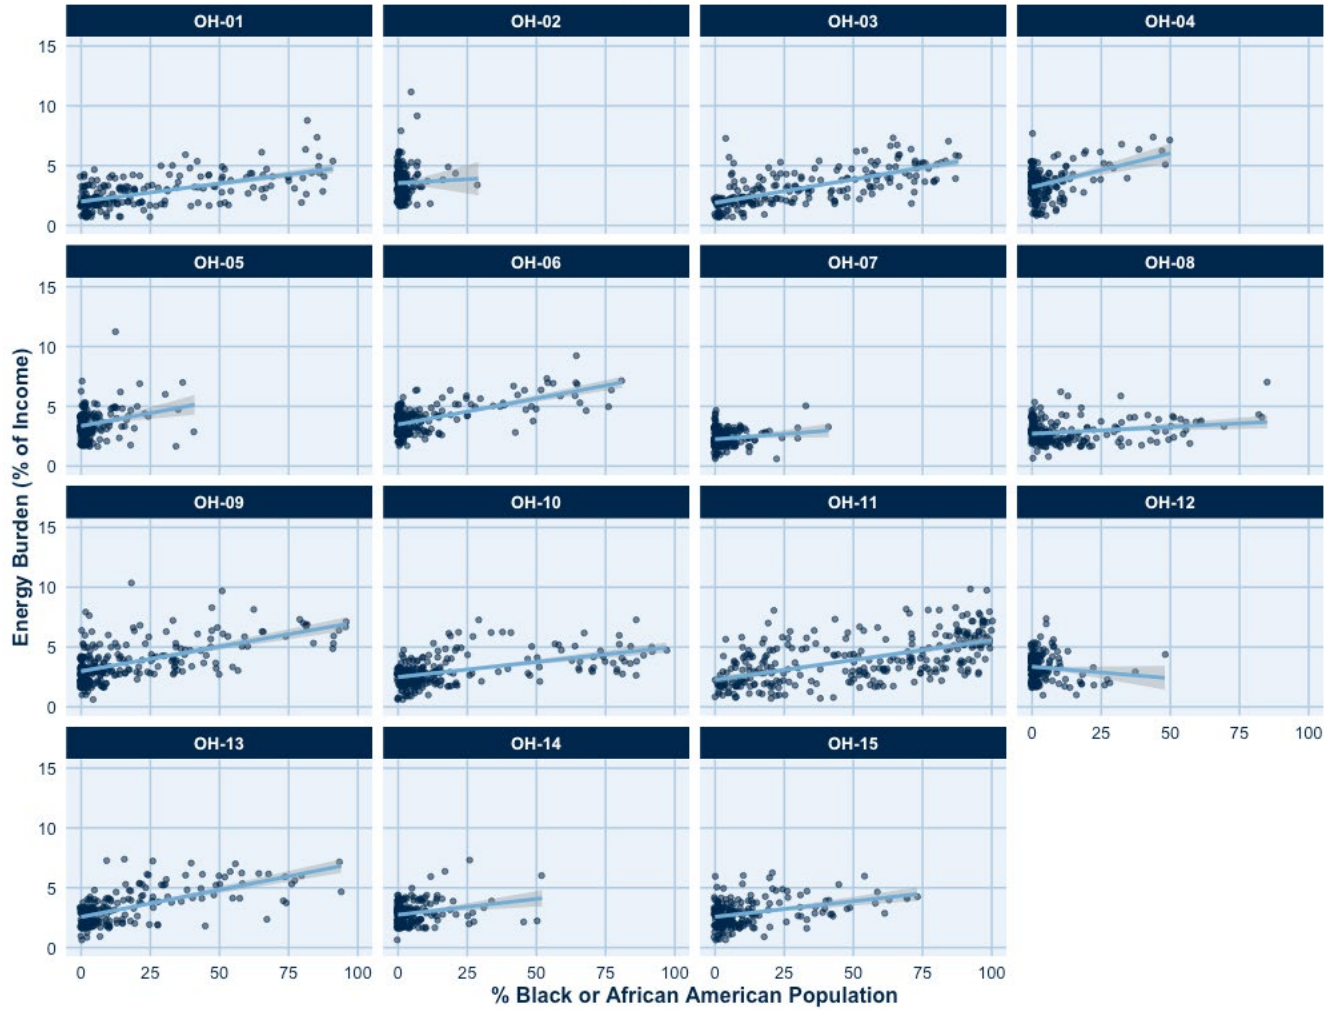 OH-01 OH-02 OH-03 OH-04
15
10
5
0
OH-05 OH-06 OH-07 OH-08
15
10
5
0
OH-09 OH-10 OH-11 OH-12
15
10
5
0
0 25 50 75 100
OH-13 OH-14 OH-15
15
10
5
0
0 25 50 75 100 0 25 50 75 100 0 25 50 75 100
Energy Burden (% of Income)
% Black or African American Population